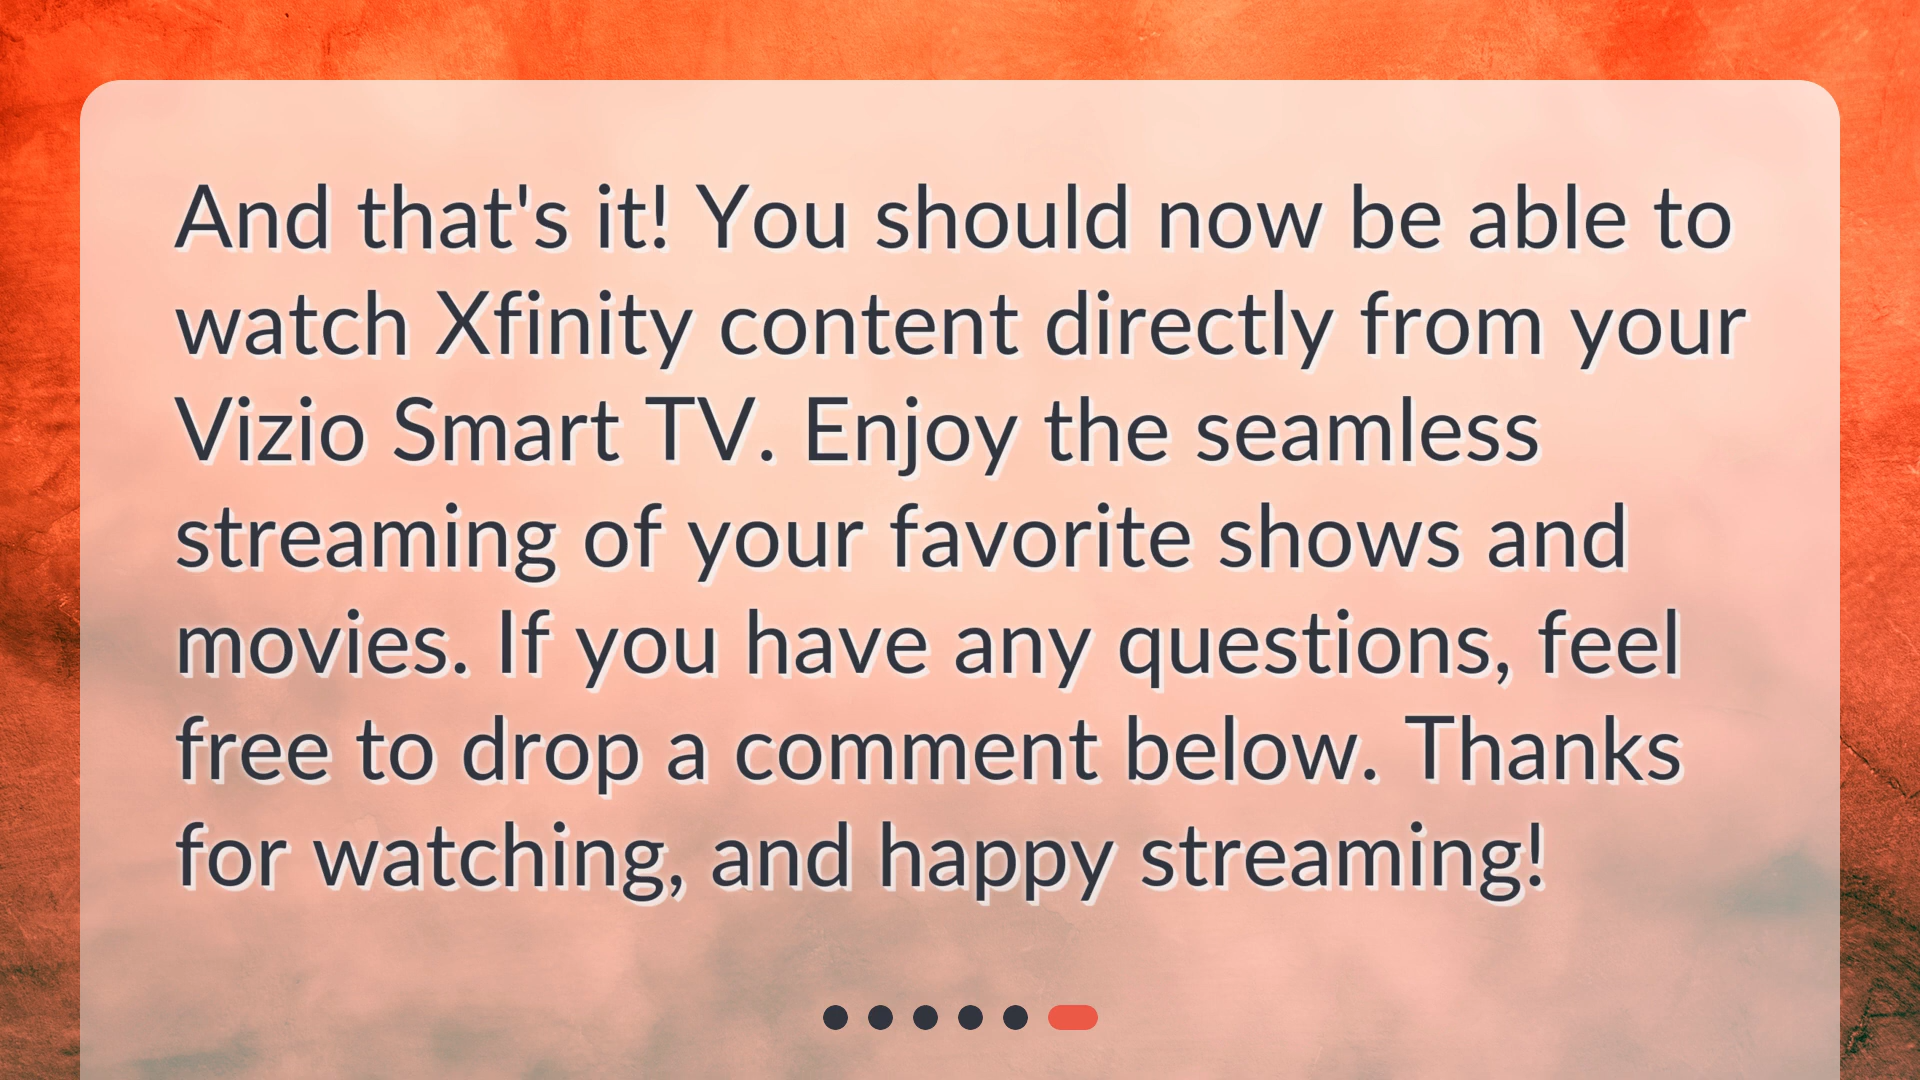 And that's it! You should now be able to
watch Xfinity content directly from your
Vizio Smart TV. Enjoy the seamless
streaming of your favorite shows and
movies. If you have any questions, feel
free to drop a comment below. Thanks
for watching, and happy streaming!